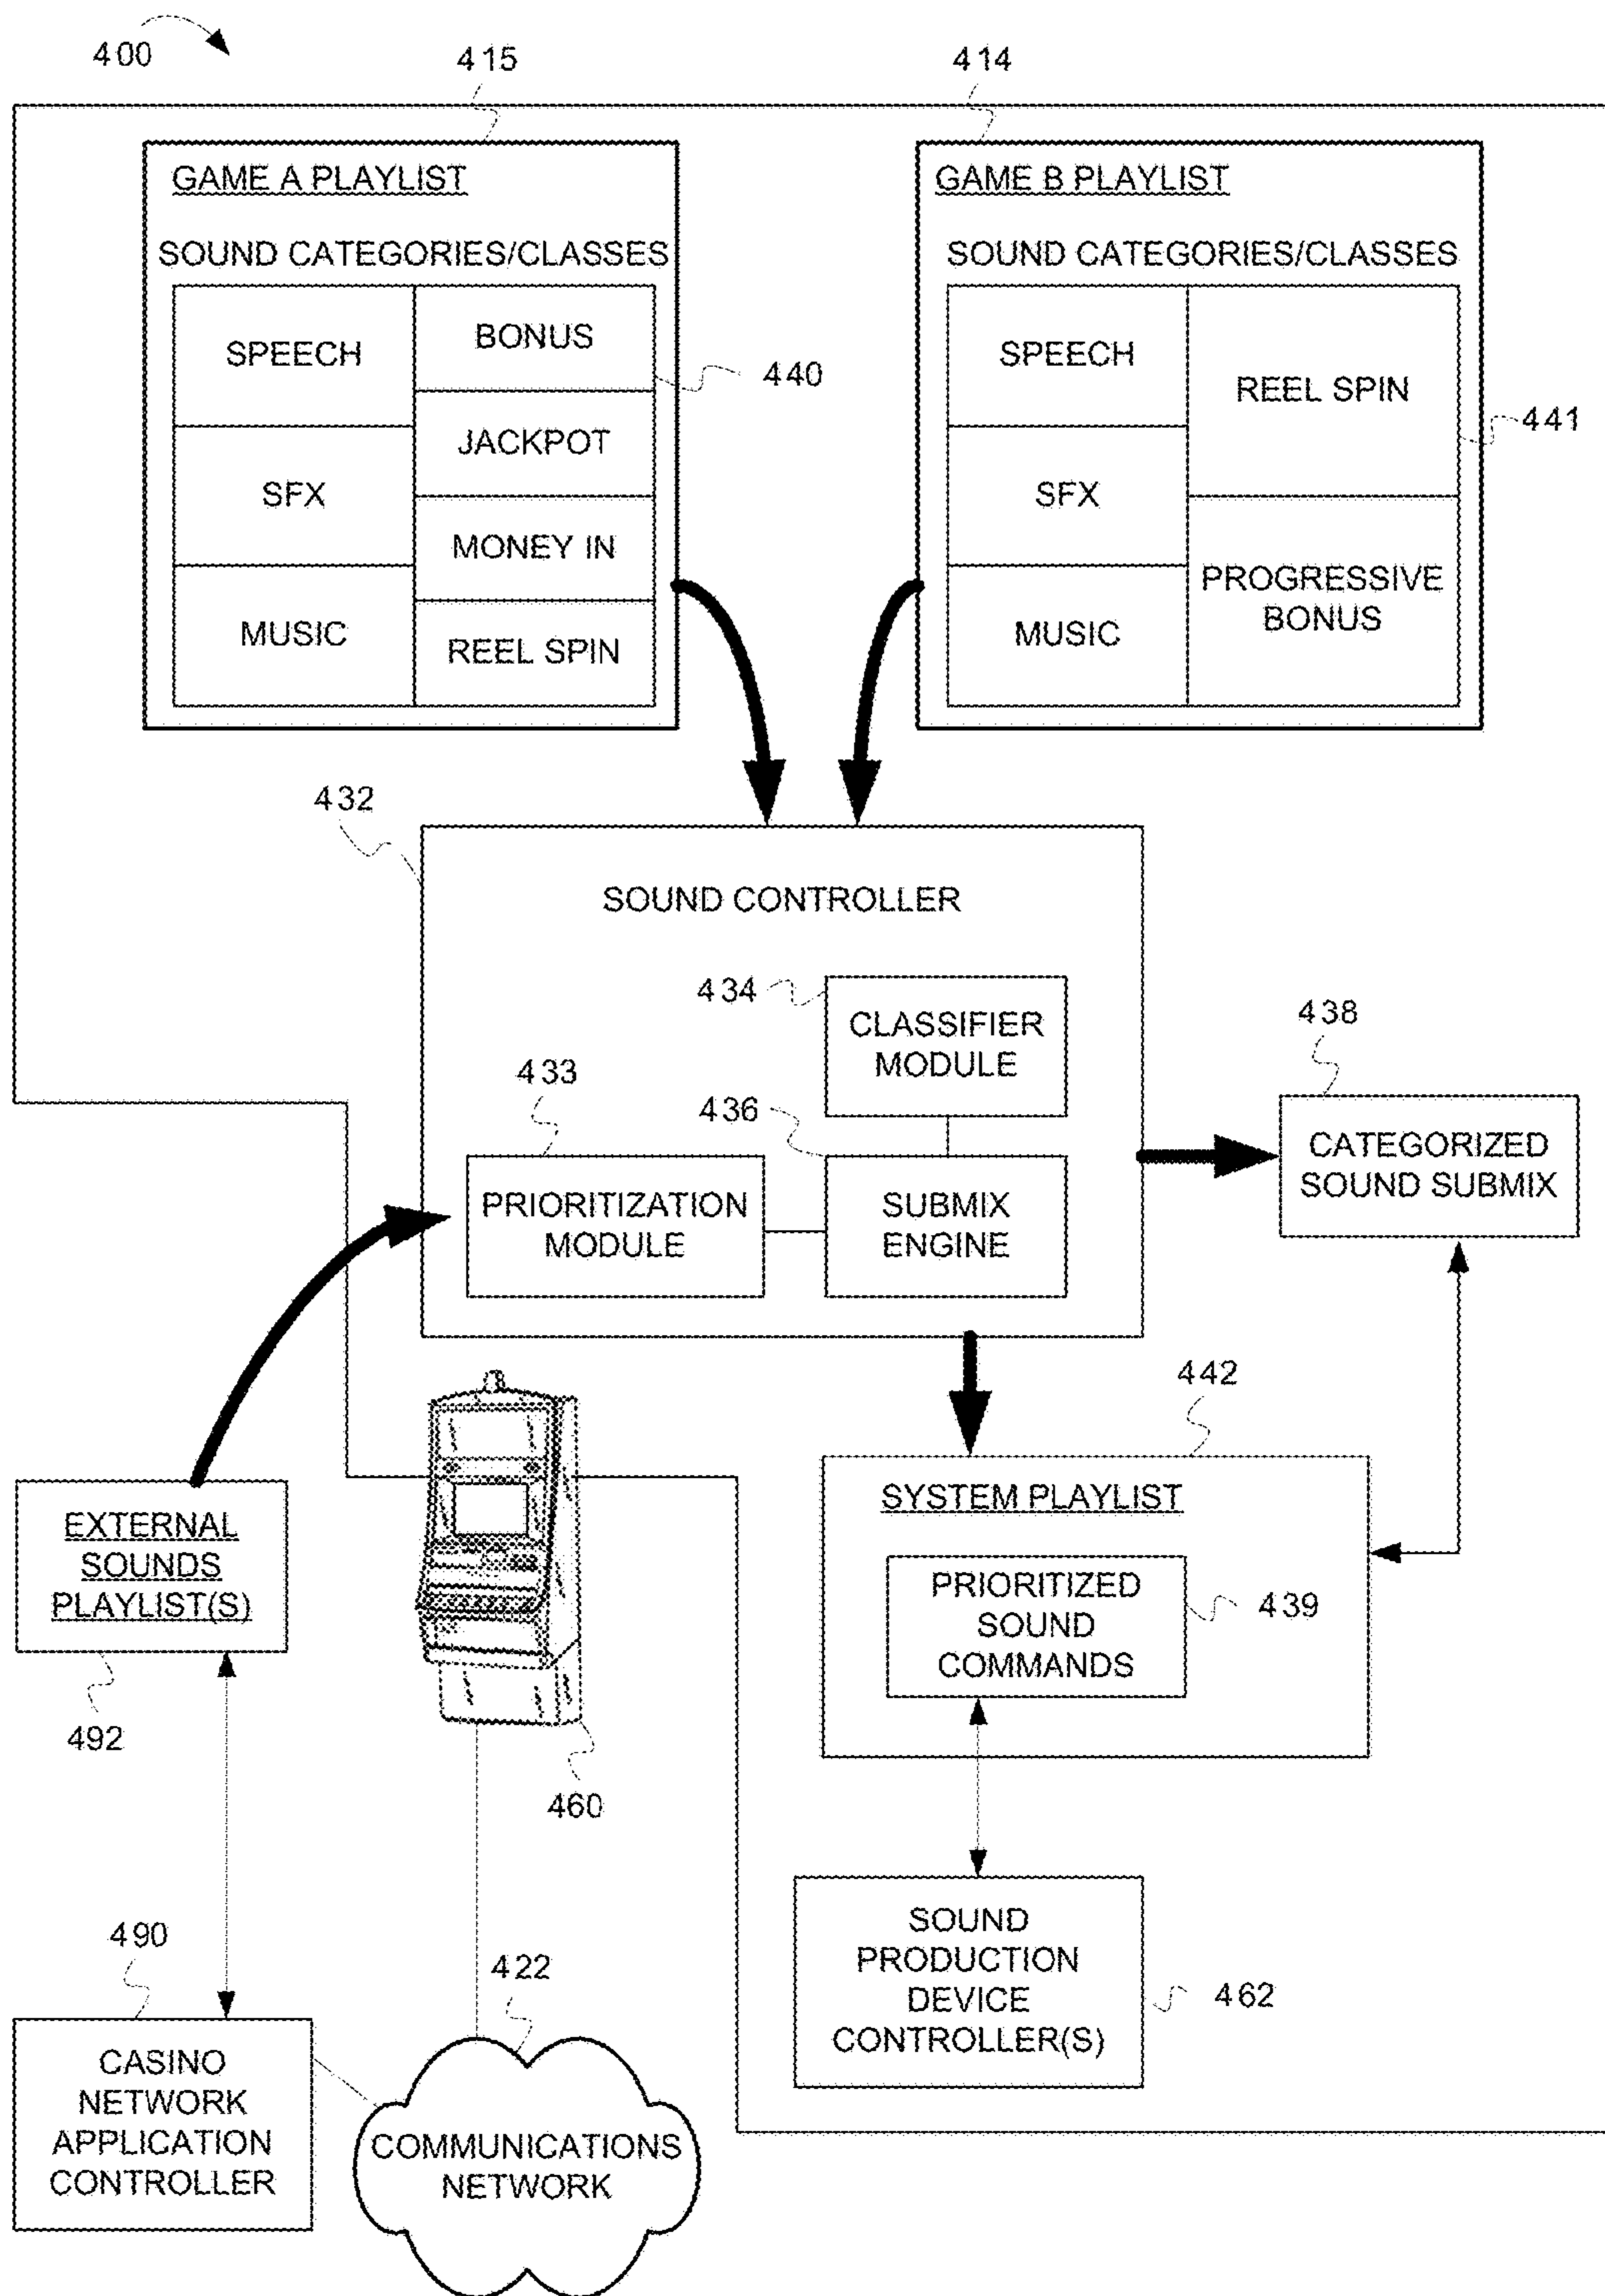 400
415
414
GAME A PLAYLIST
SOUND CATEGORIES/CLASSES
SPEECH
SFX
MUSIC
BONUS
JACKPOT
MONEY IN
REEL SPIN
440
GAME B PLAYLIST
SOUND CATEGORIES/CLASSES
SPEECH
SFX
MUSIC
REEL SPIN
PROGRESSIVE
BONUS
441
432
SOUND CONTROLLER
434
CLASSIFIER
MODULE
433
436
PRIORITIZATION
MODULE
SUBMIX
ENGINE
438
CATEGORIZED
SOUND SUBMIX
442
SYSTEM PLAYLIST
PRIORITIZED
SOUND
COMMANDS
439
EXTERNAL
SOUNDS
PLAYLIST(S)
492
460
490
422
SOUND
PRODUCTION
DEVICE
CONTROLLER(S)
462
CASINO
NETWORK
APPLICATION
CONTROLLER
COMMUNICATIONS
NETWORK